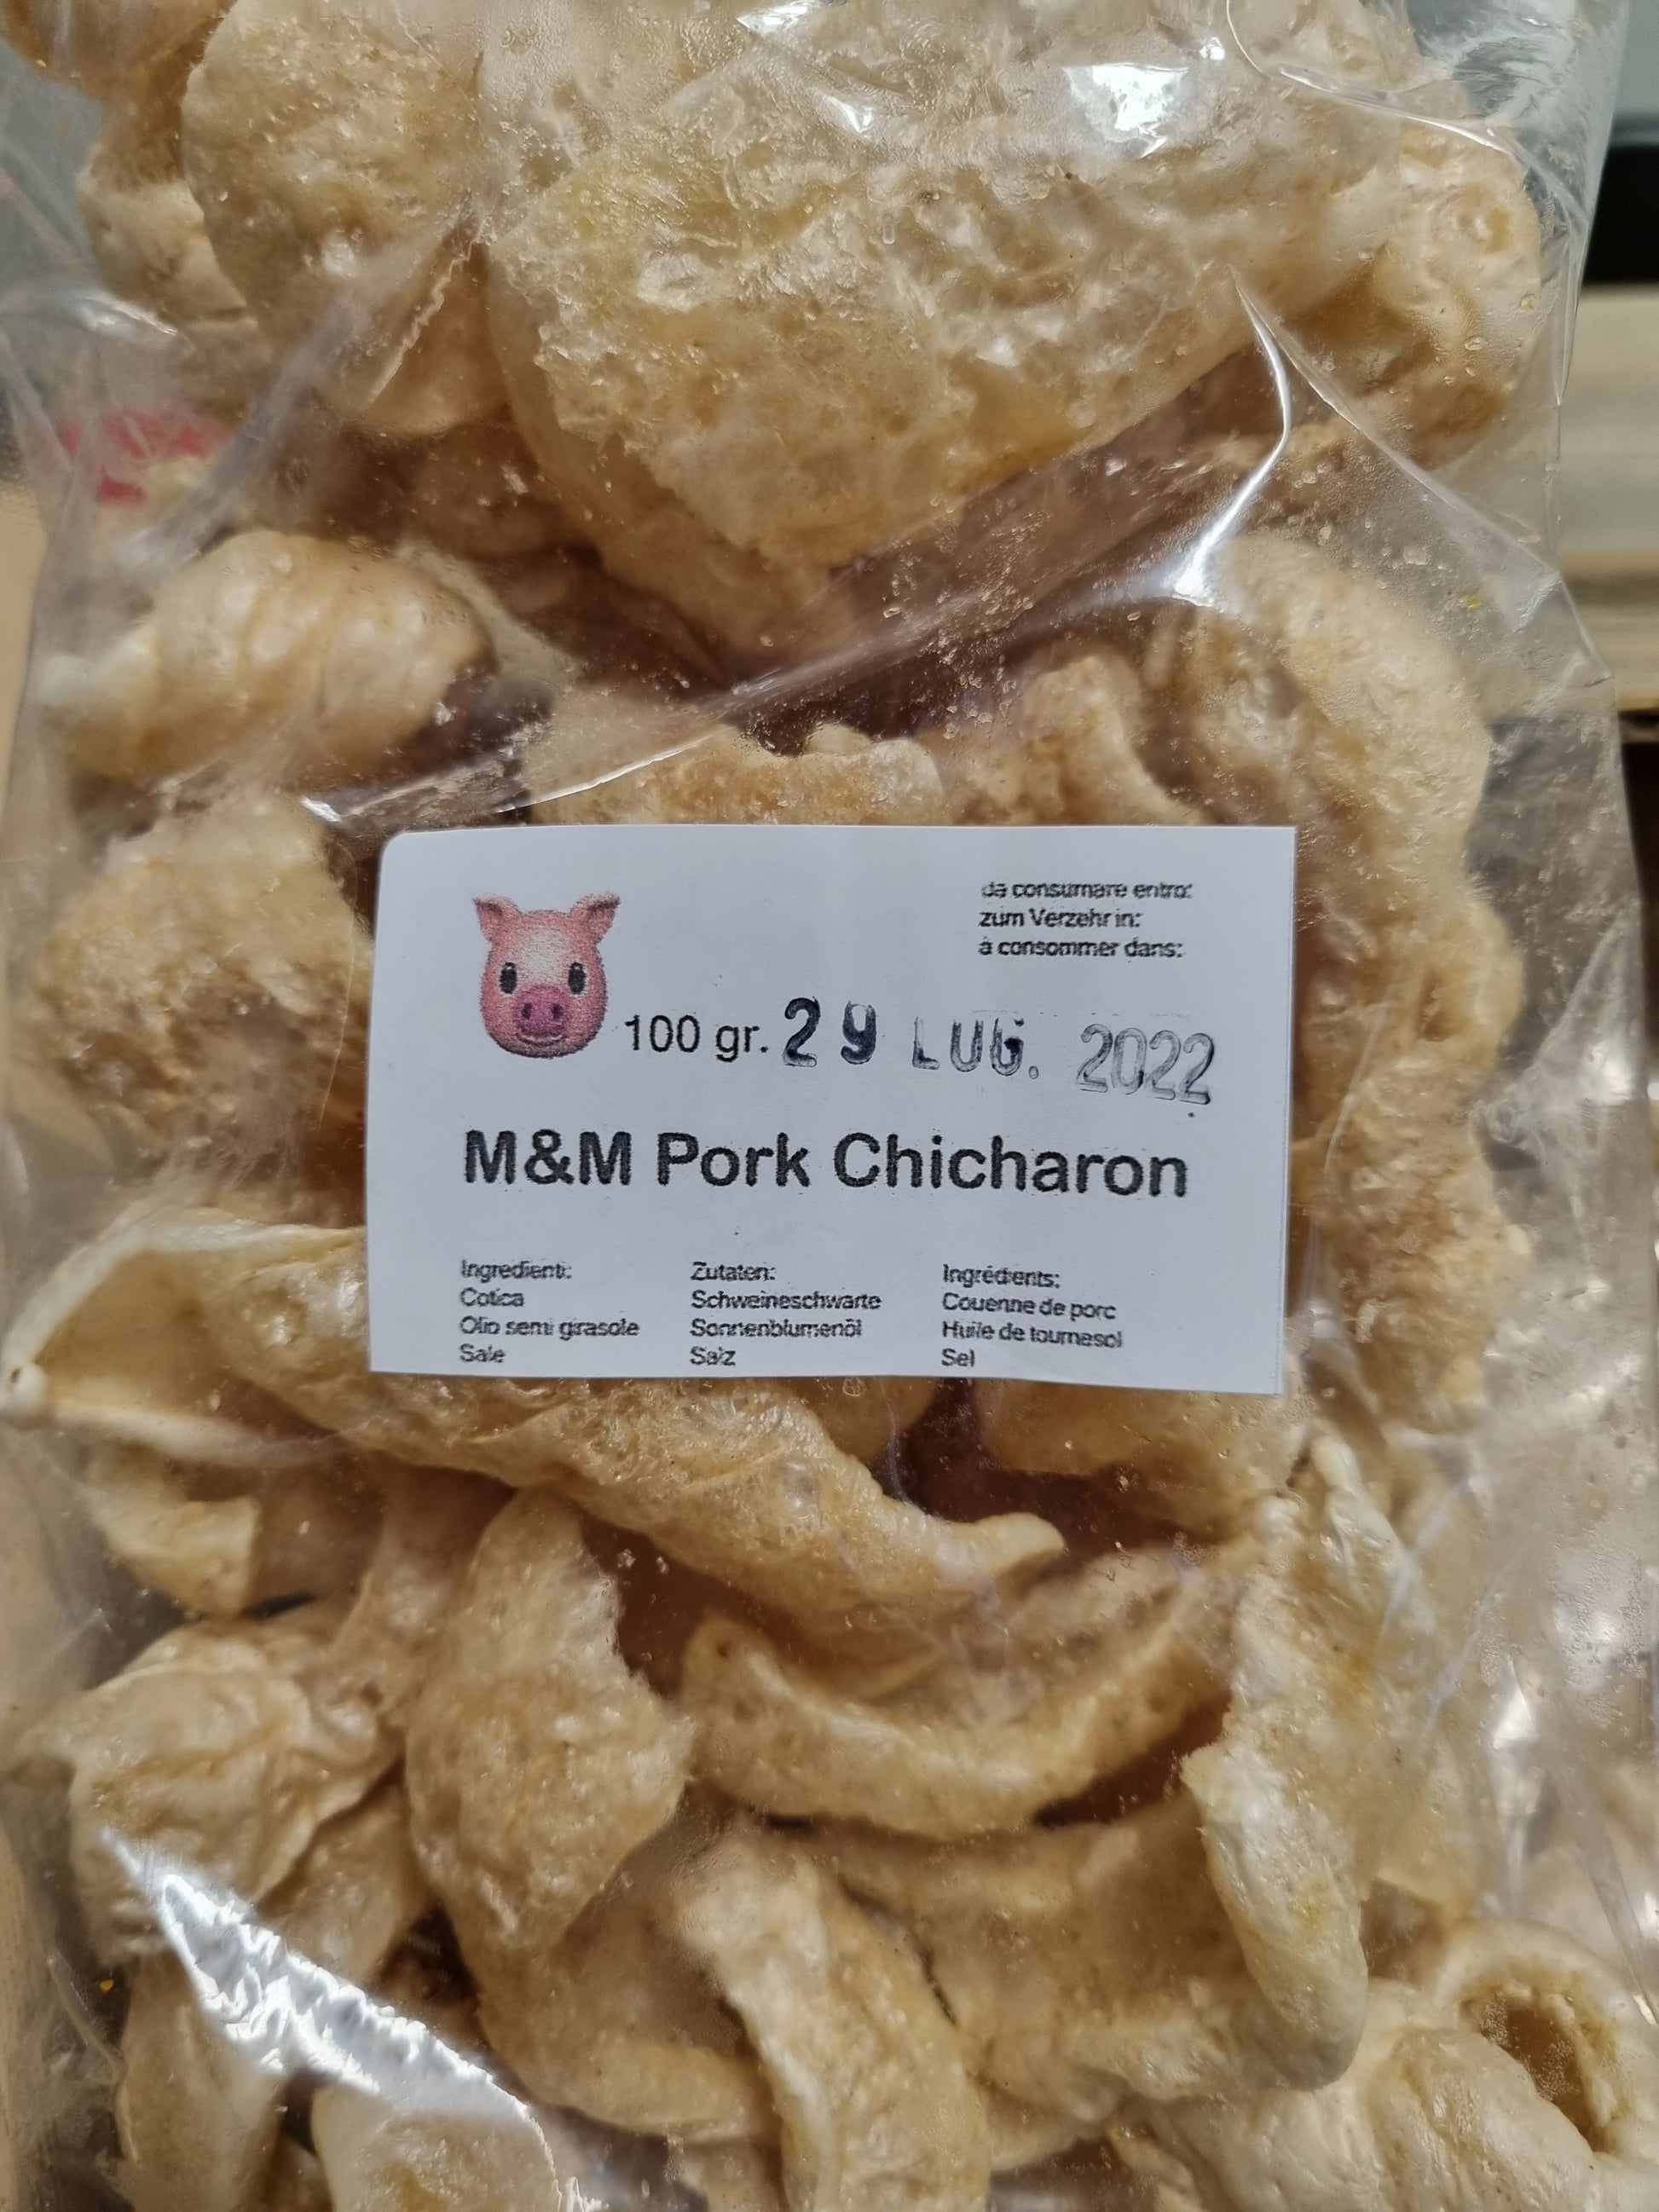 da consumare entro:
zum Verzehr in:
à consommer dans:
100 gr. 29 LUG. 2022
M&M Pork Chicharon
Ingredienti:
Cotica
Olio semi girasole
Sale
Zutaten:
Schweineschwarte
Sonnenblumenöl
Salz
Ingrédients:
Couenne de porc
Huile de tournesol
Sel